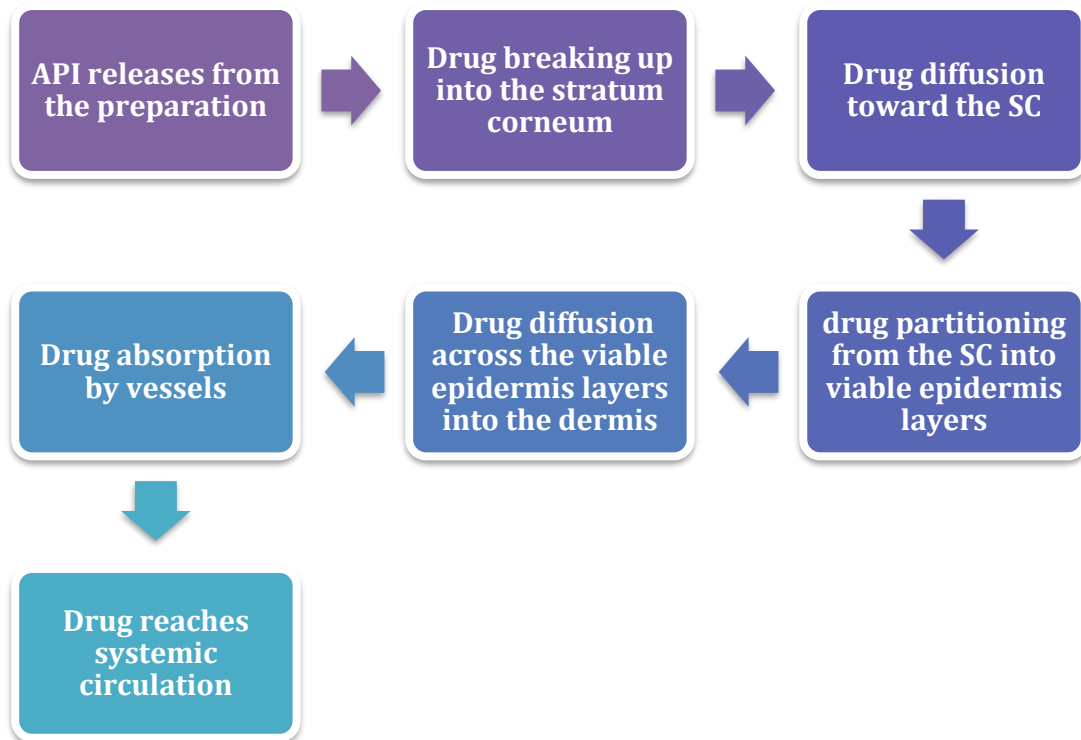 API releases from
the preparation
Drug breaking up
into the stratum
corneum
Drug diffusion
toward the SC
drug partitioning
from the SC into
viable epidermis
layers
Drug diffusion
across the viable
epidermis layers
into the dermis
Drug absorption
by vessels
Drug reaches
systemic
circulation